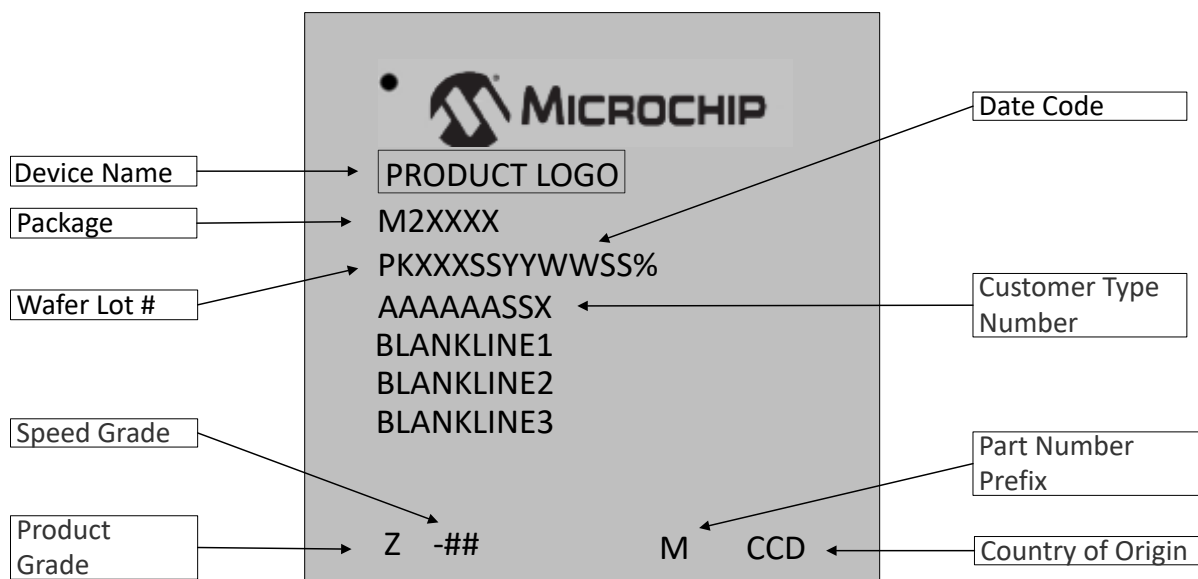 MICROCHIP
Date Code
Device Name
PRODUCT LOGO
Package
M2XXXX
PKXXXSSYYWWSS%
Wafer Lot #
AAAAAASSX
Customer Type
Number
BLANKLINE1
BLANKLINE2
BLANKLINE3
Speed Grade
Part Number
Prefix
Product
Grade
Z -## M CCD
Country of Origin